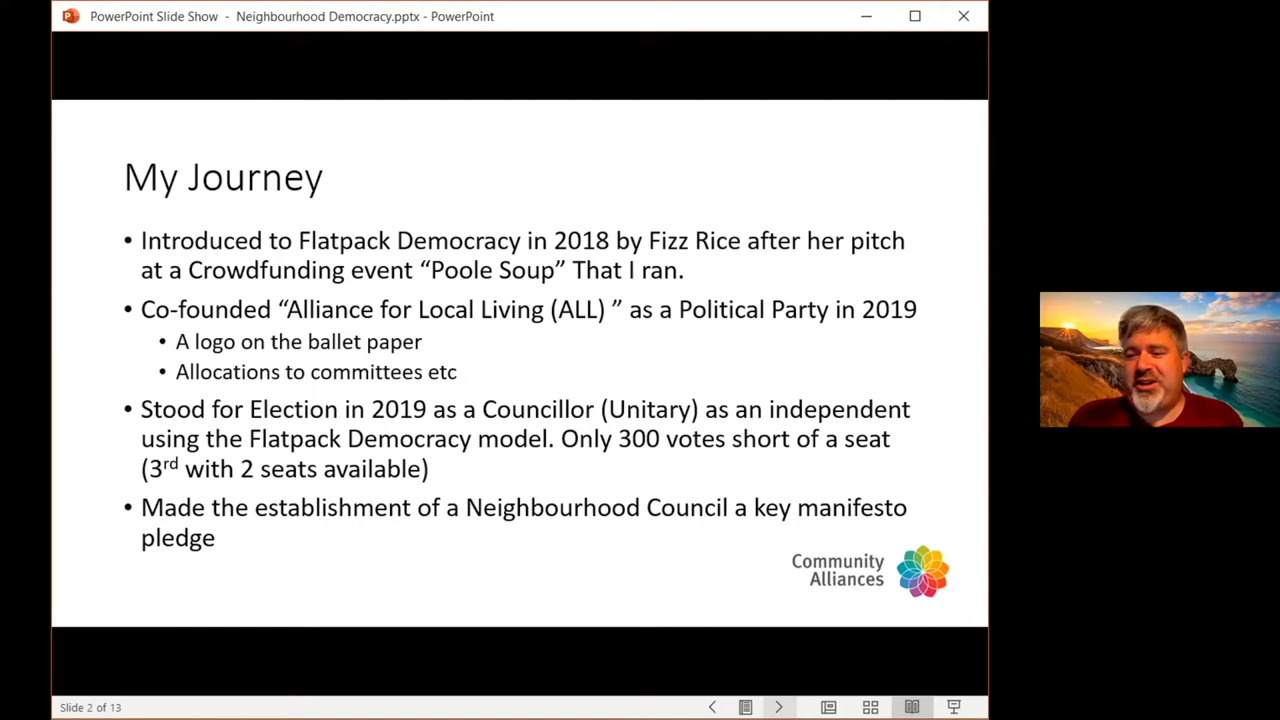 PowerPoint Slide Show - Neighbourhood Democracy.pptx - PowerPoint
My Journey
• Introduced to Flatpack Democracy in 2018 by Fizz Rice after her pitch
at a Crowdfunding event “Poole Soup” That I ran.
• Co-founded “Alliance for Local Living (ALL) ” as a Political Party in 2019
• A logo on the ballet paper
• Allocations to committees etc
• Stood for Election in 2019 as a Councillor (Unitary) as an independent
using the Flatpack Democracy model. Only 300 votes short of a seat
(3rd with 2 seats available)
• Made the establishment of a Neighbourhood Council a key manifesto
pledge
Community
Alliances
Slide 2 of 13